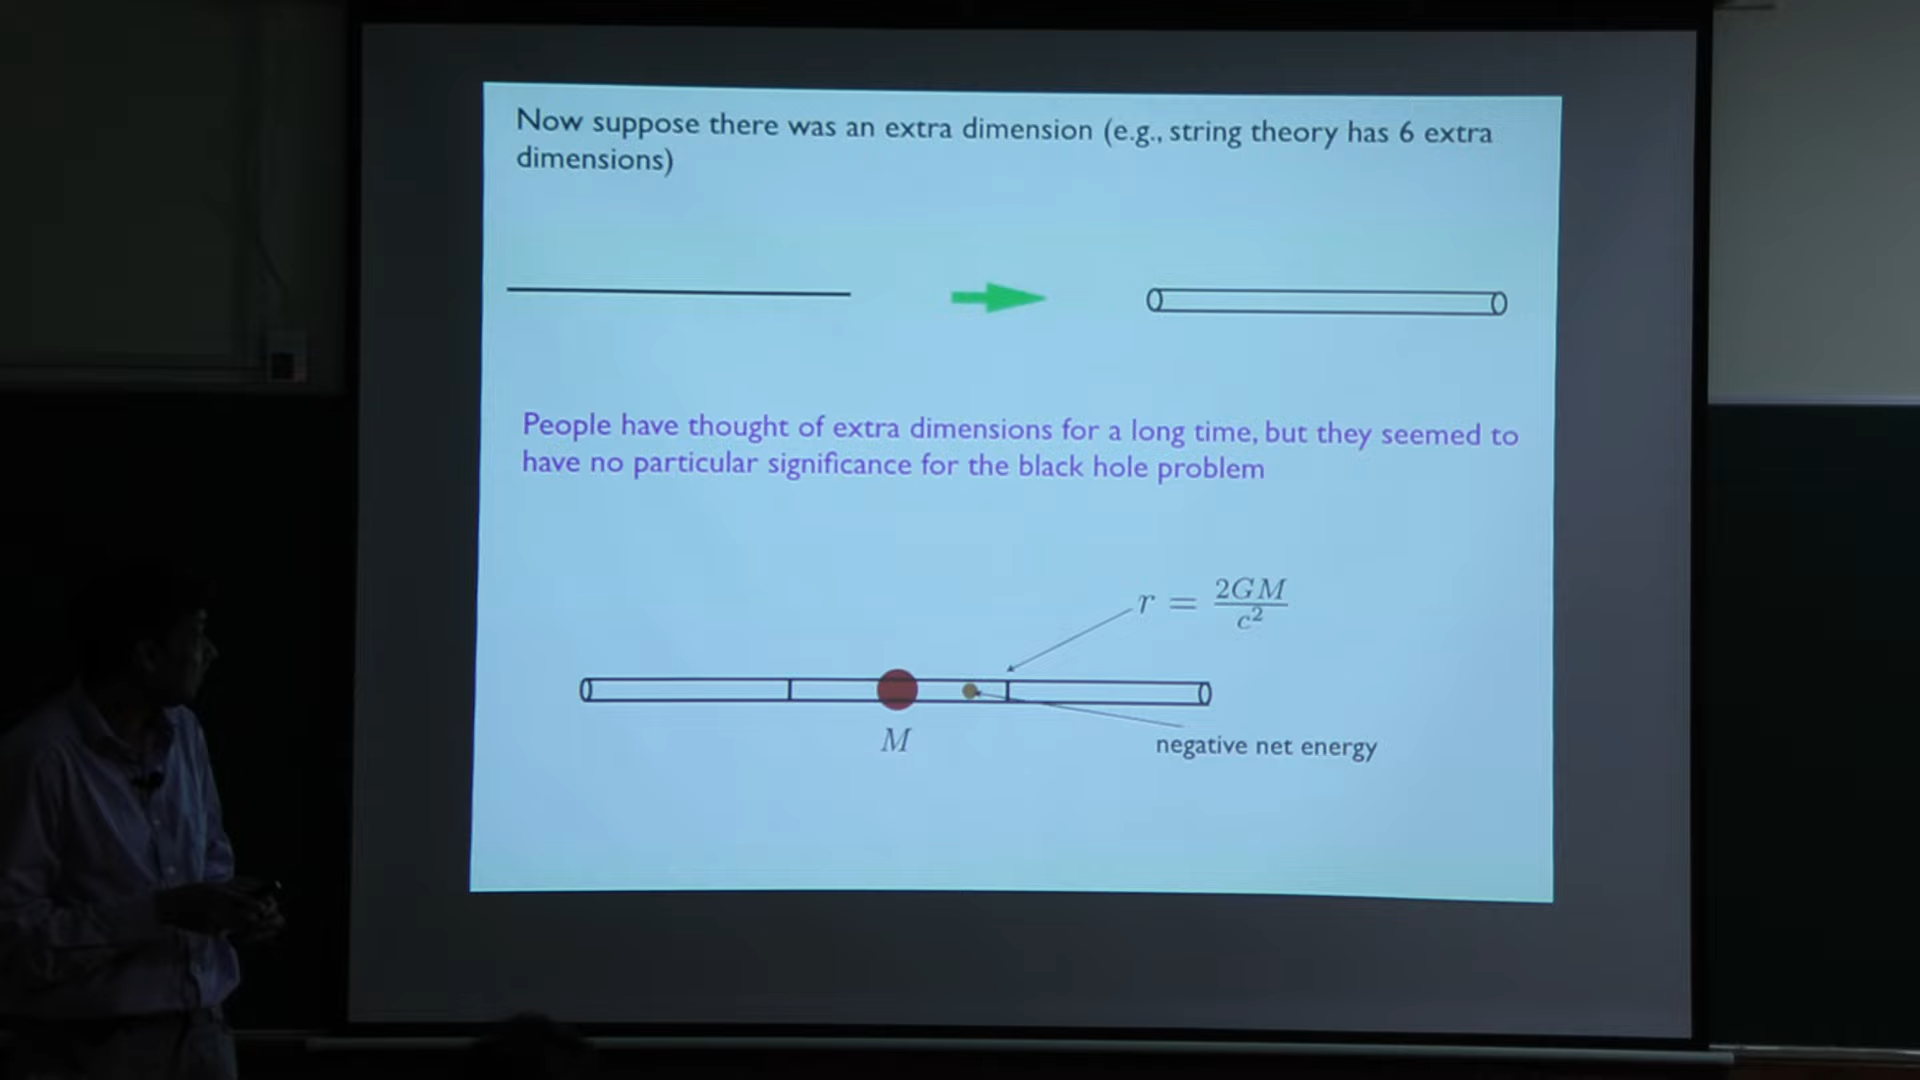 Now suppose there was an extra dimension (e.g., string theory has 6 extra
dimensions)
People have thought of extra dimensions for a long time, but they seemed to
have no particular significance for the black hole problem
r = 2GM / c²
M
negative net energy